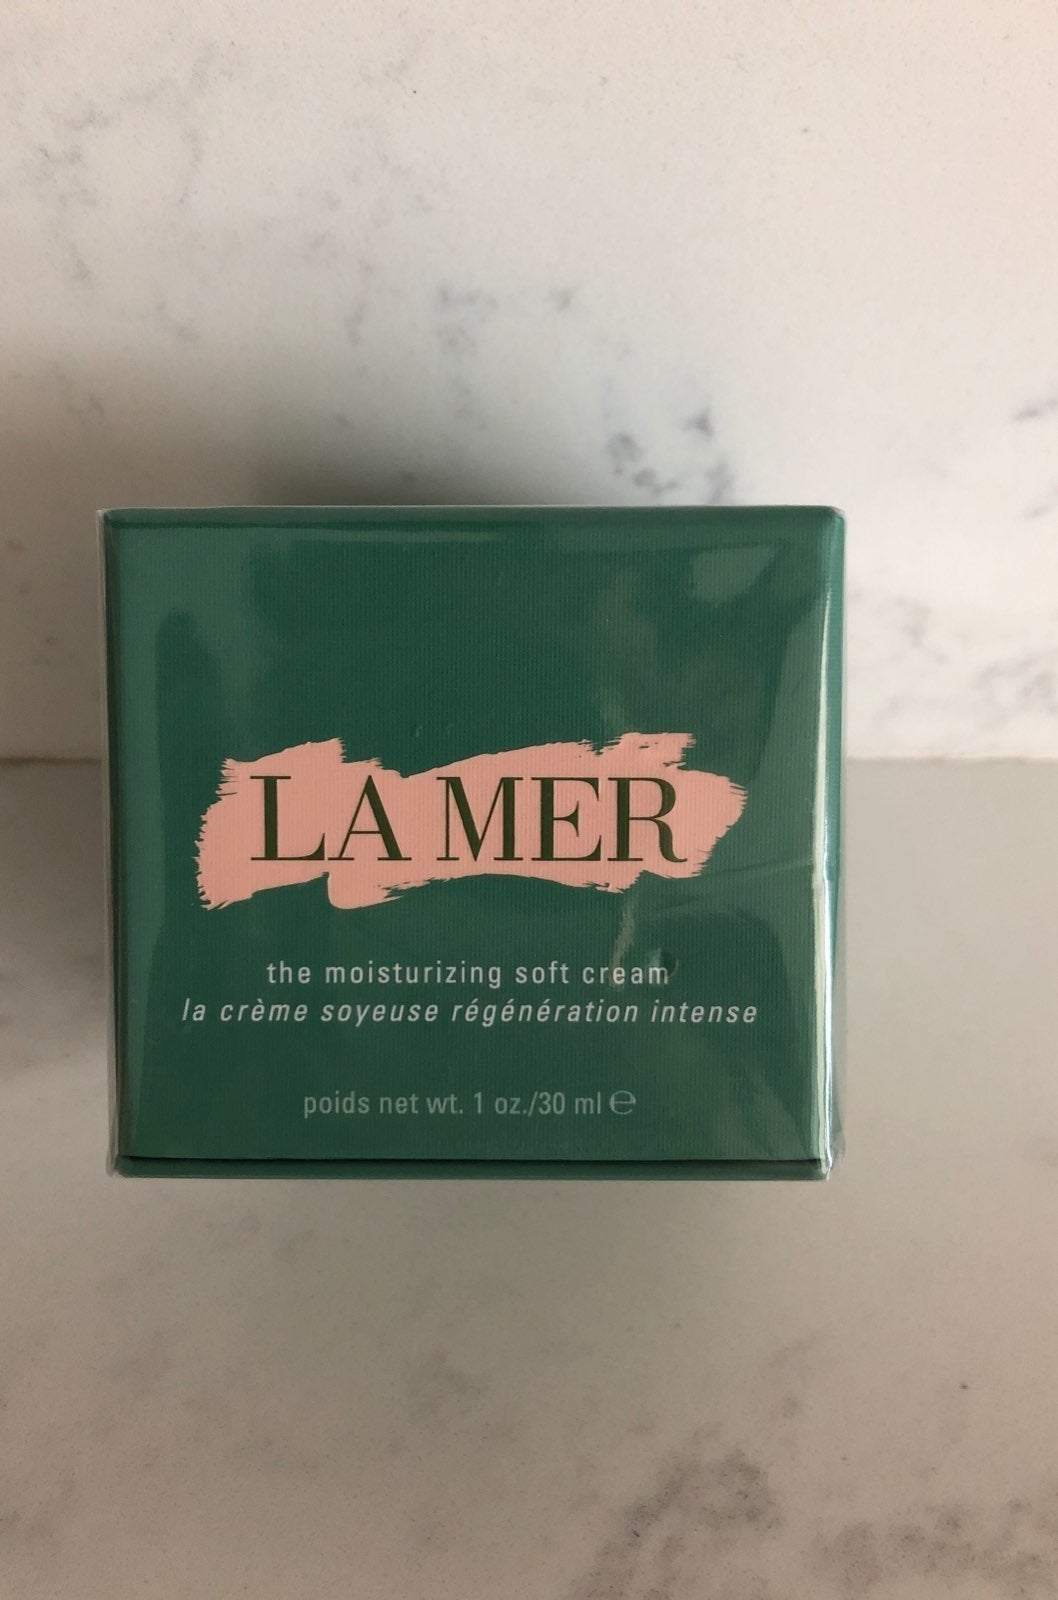 LA MER
the moisturizing soft cream
la crème soyeuse régénération intense
poids net wt. 1 oz./30 ml ℮